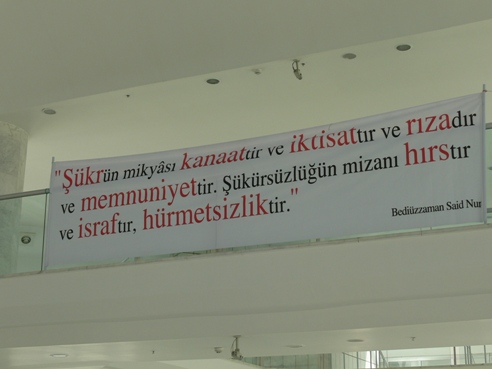 "Şükrün mikyâsı kanaattir ve iktisattır ve rızadır
ve memnuniyettir. Şükürsüzlüğün mizanı hırstır
ve israftır, hürmetsizliktir."
Bediüzzaman Said Nur